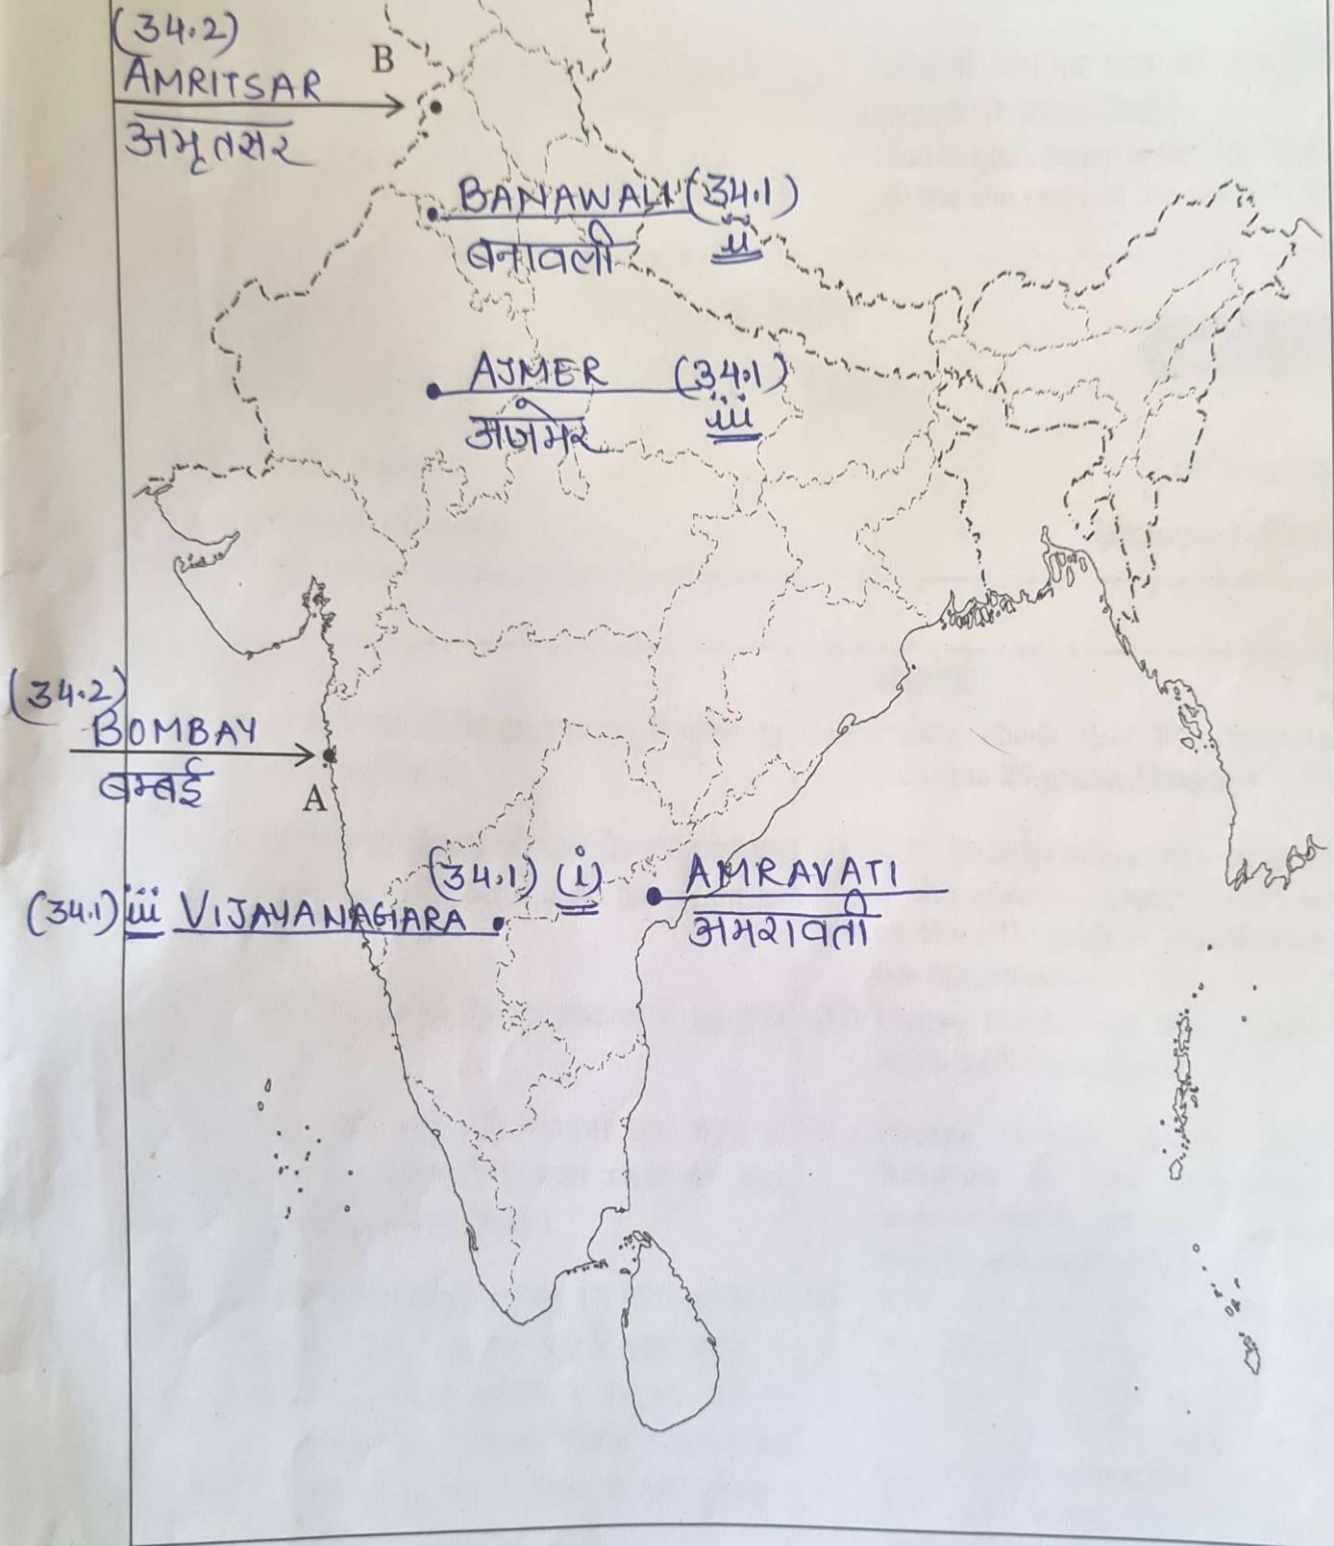 (34.2)
B
AMRITSAR
अमृतसर
BANAWALI (34.1)
बनावली ii
AJMER (34.1)
अजमेर iii
(34.2)
BOMBAY
बम्बई
A
(34.1) (i) AMRAVATI
अमरावती
(34.1) iii VIJAYANAGARA